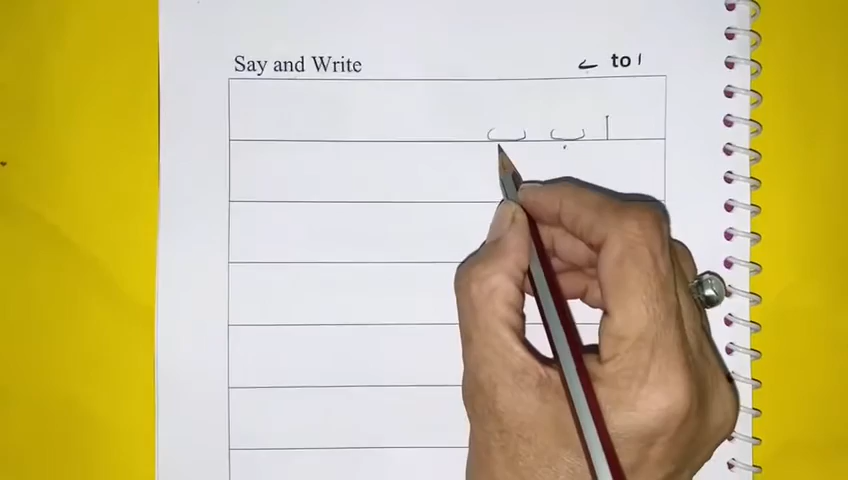 Say and Write ا to ے
ا ب